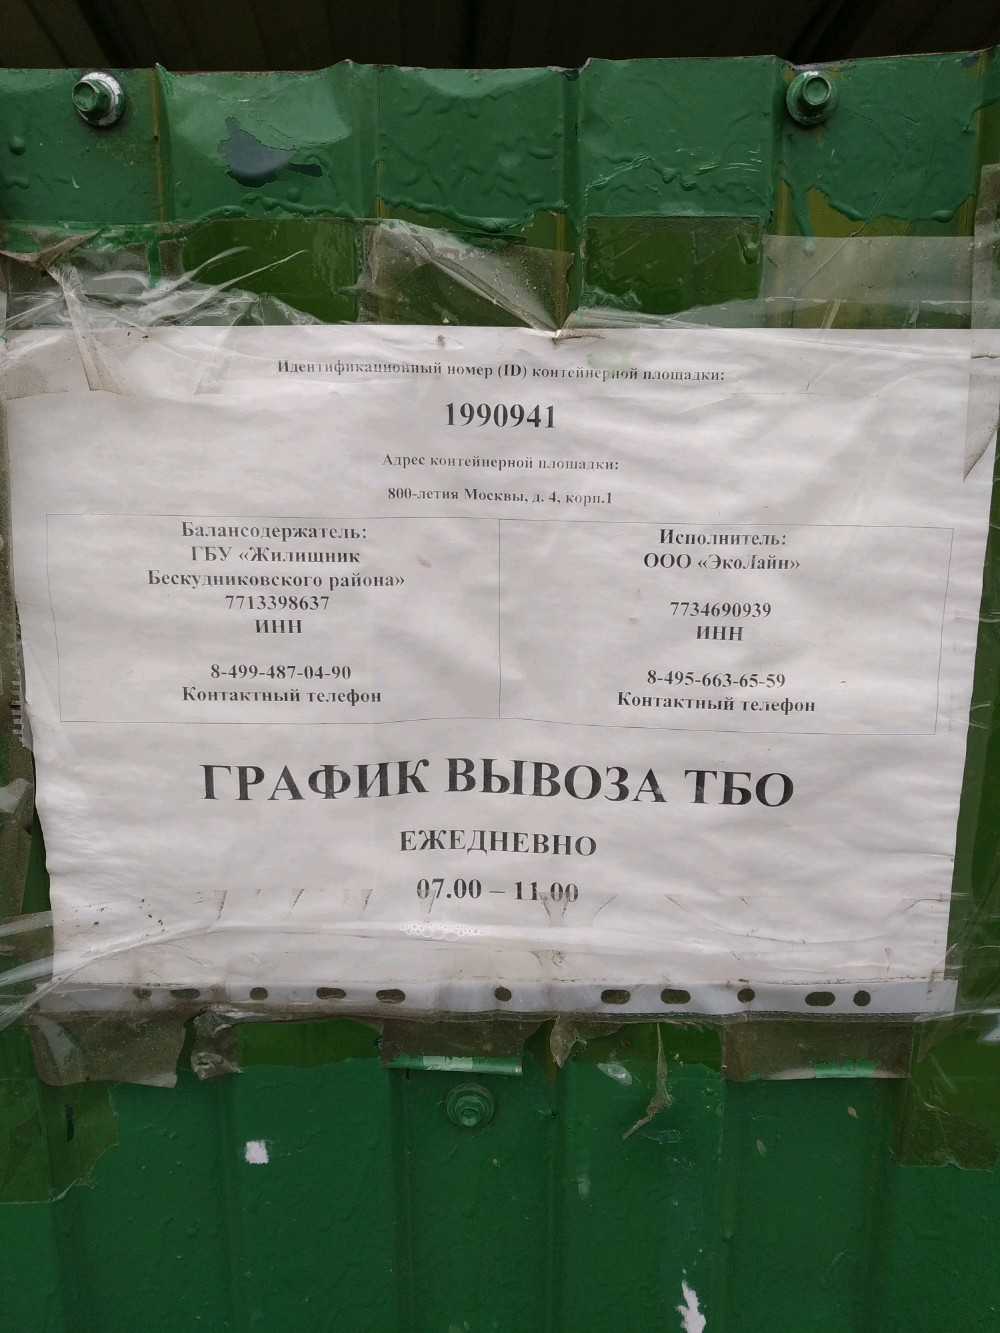 Идентификационный номер (ID) контейнерной площадки:
1990941
Адрес контейнерной площадки:
800-летия Москвы, д. 4, корп.1
Балансодержатель:
ГБУ «Жилищник
Бескудниковского района»
7713398637
ИНН
8-499-487-04-90
Контактный телефон
Исполнитель:
ООО «ЭкоЛайн»
7734690939
ИНН
8-495-663-65-59
Контактный телефон
ГРАФИК ВЫВОЗА ТБО
ЕЖЕДНЕВНО
07.00 – 11.00